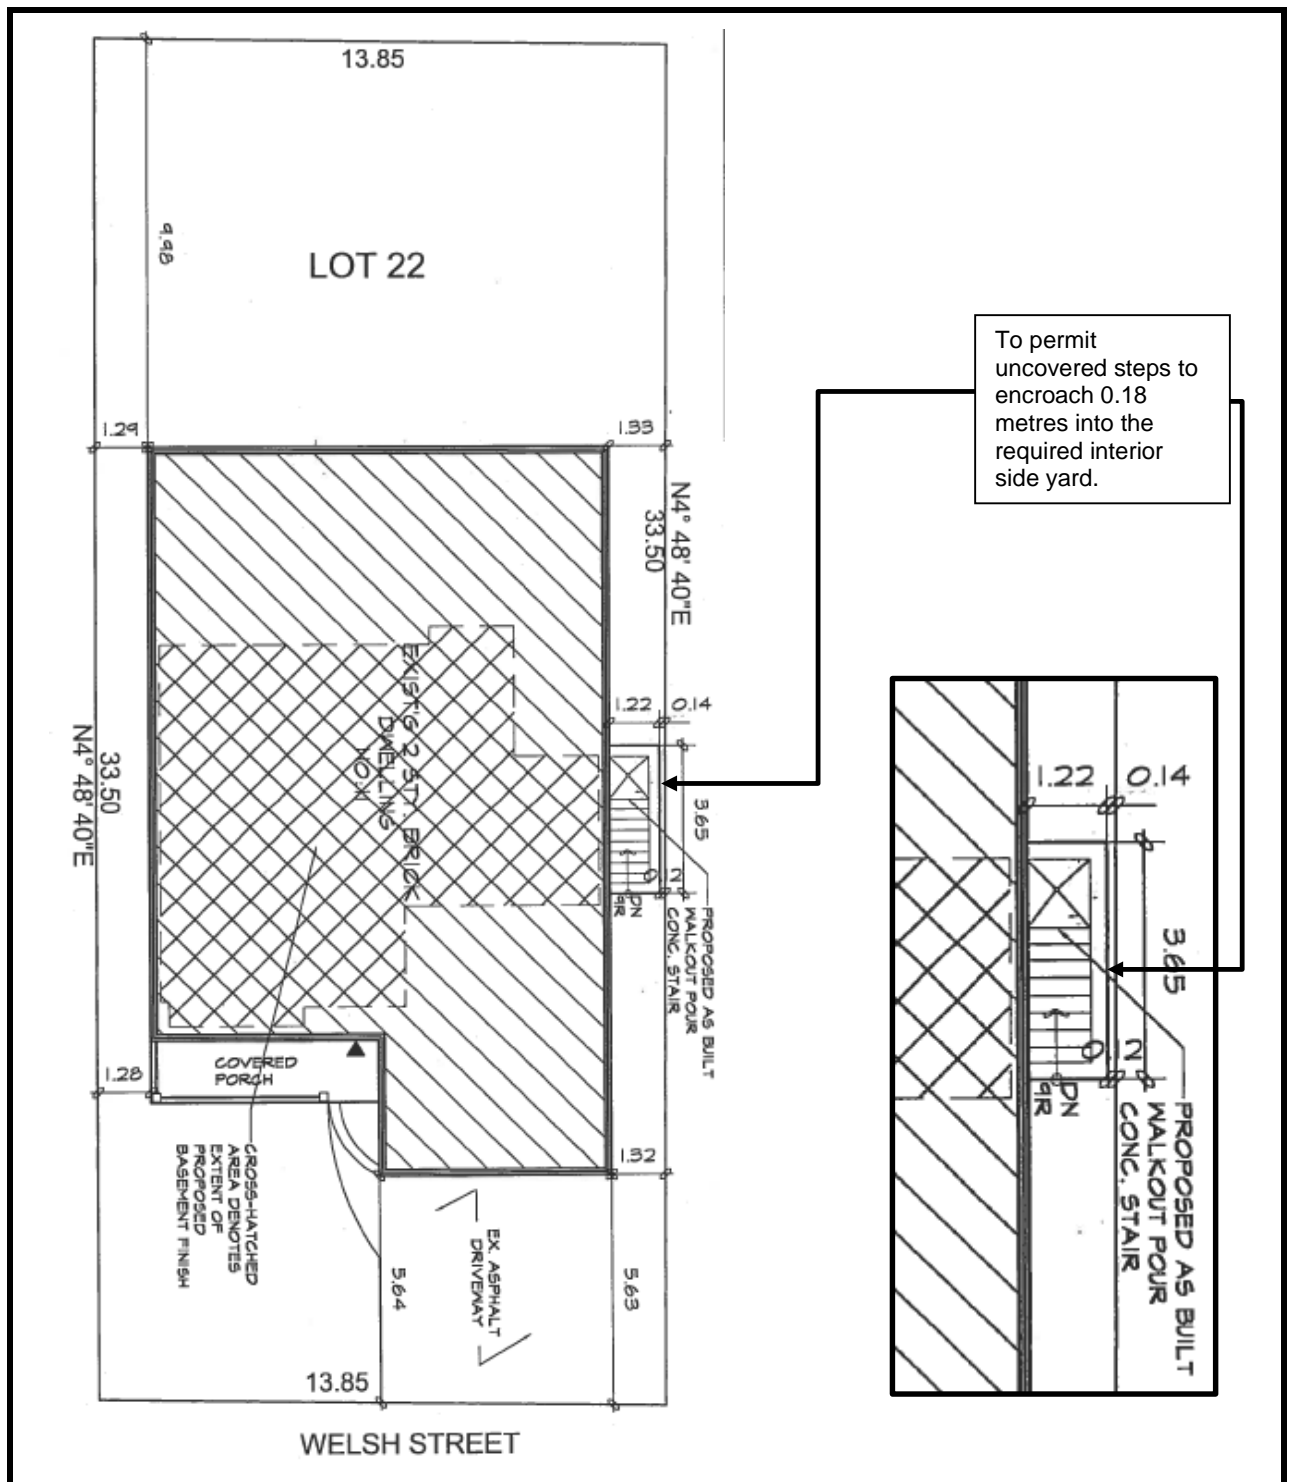 13.85
9.98
LOT 22
To permit
uncovered steps to
encroach 0.18
metres into the
required interior
side yard.
1.29
1.33
N4° 48' 40"E
33.50
EXIST'G 2 STY. BRICK
DWELLING
1.22 0.14
3.65
0.12
DN
9R
PROPOSED AS BUILT
WALKOUT POUR
CONC. STAIR
33.50
N4° 48' 40"E
1.22 0.14
3.65
0.12
DN
9R
PROPOSED AS BUILT
WALKOUT POUR
CONC. STAIR
COVERED
PORCH
1.28
1.32
CROSS-HATCHED
AREA DENOTES
EXTENT OF
PROPOSED
BASEMENT FINISH
EX. ASPHALT
DRIVEWAY
5.64
5.63
13.85
WELSH STREET